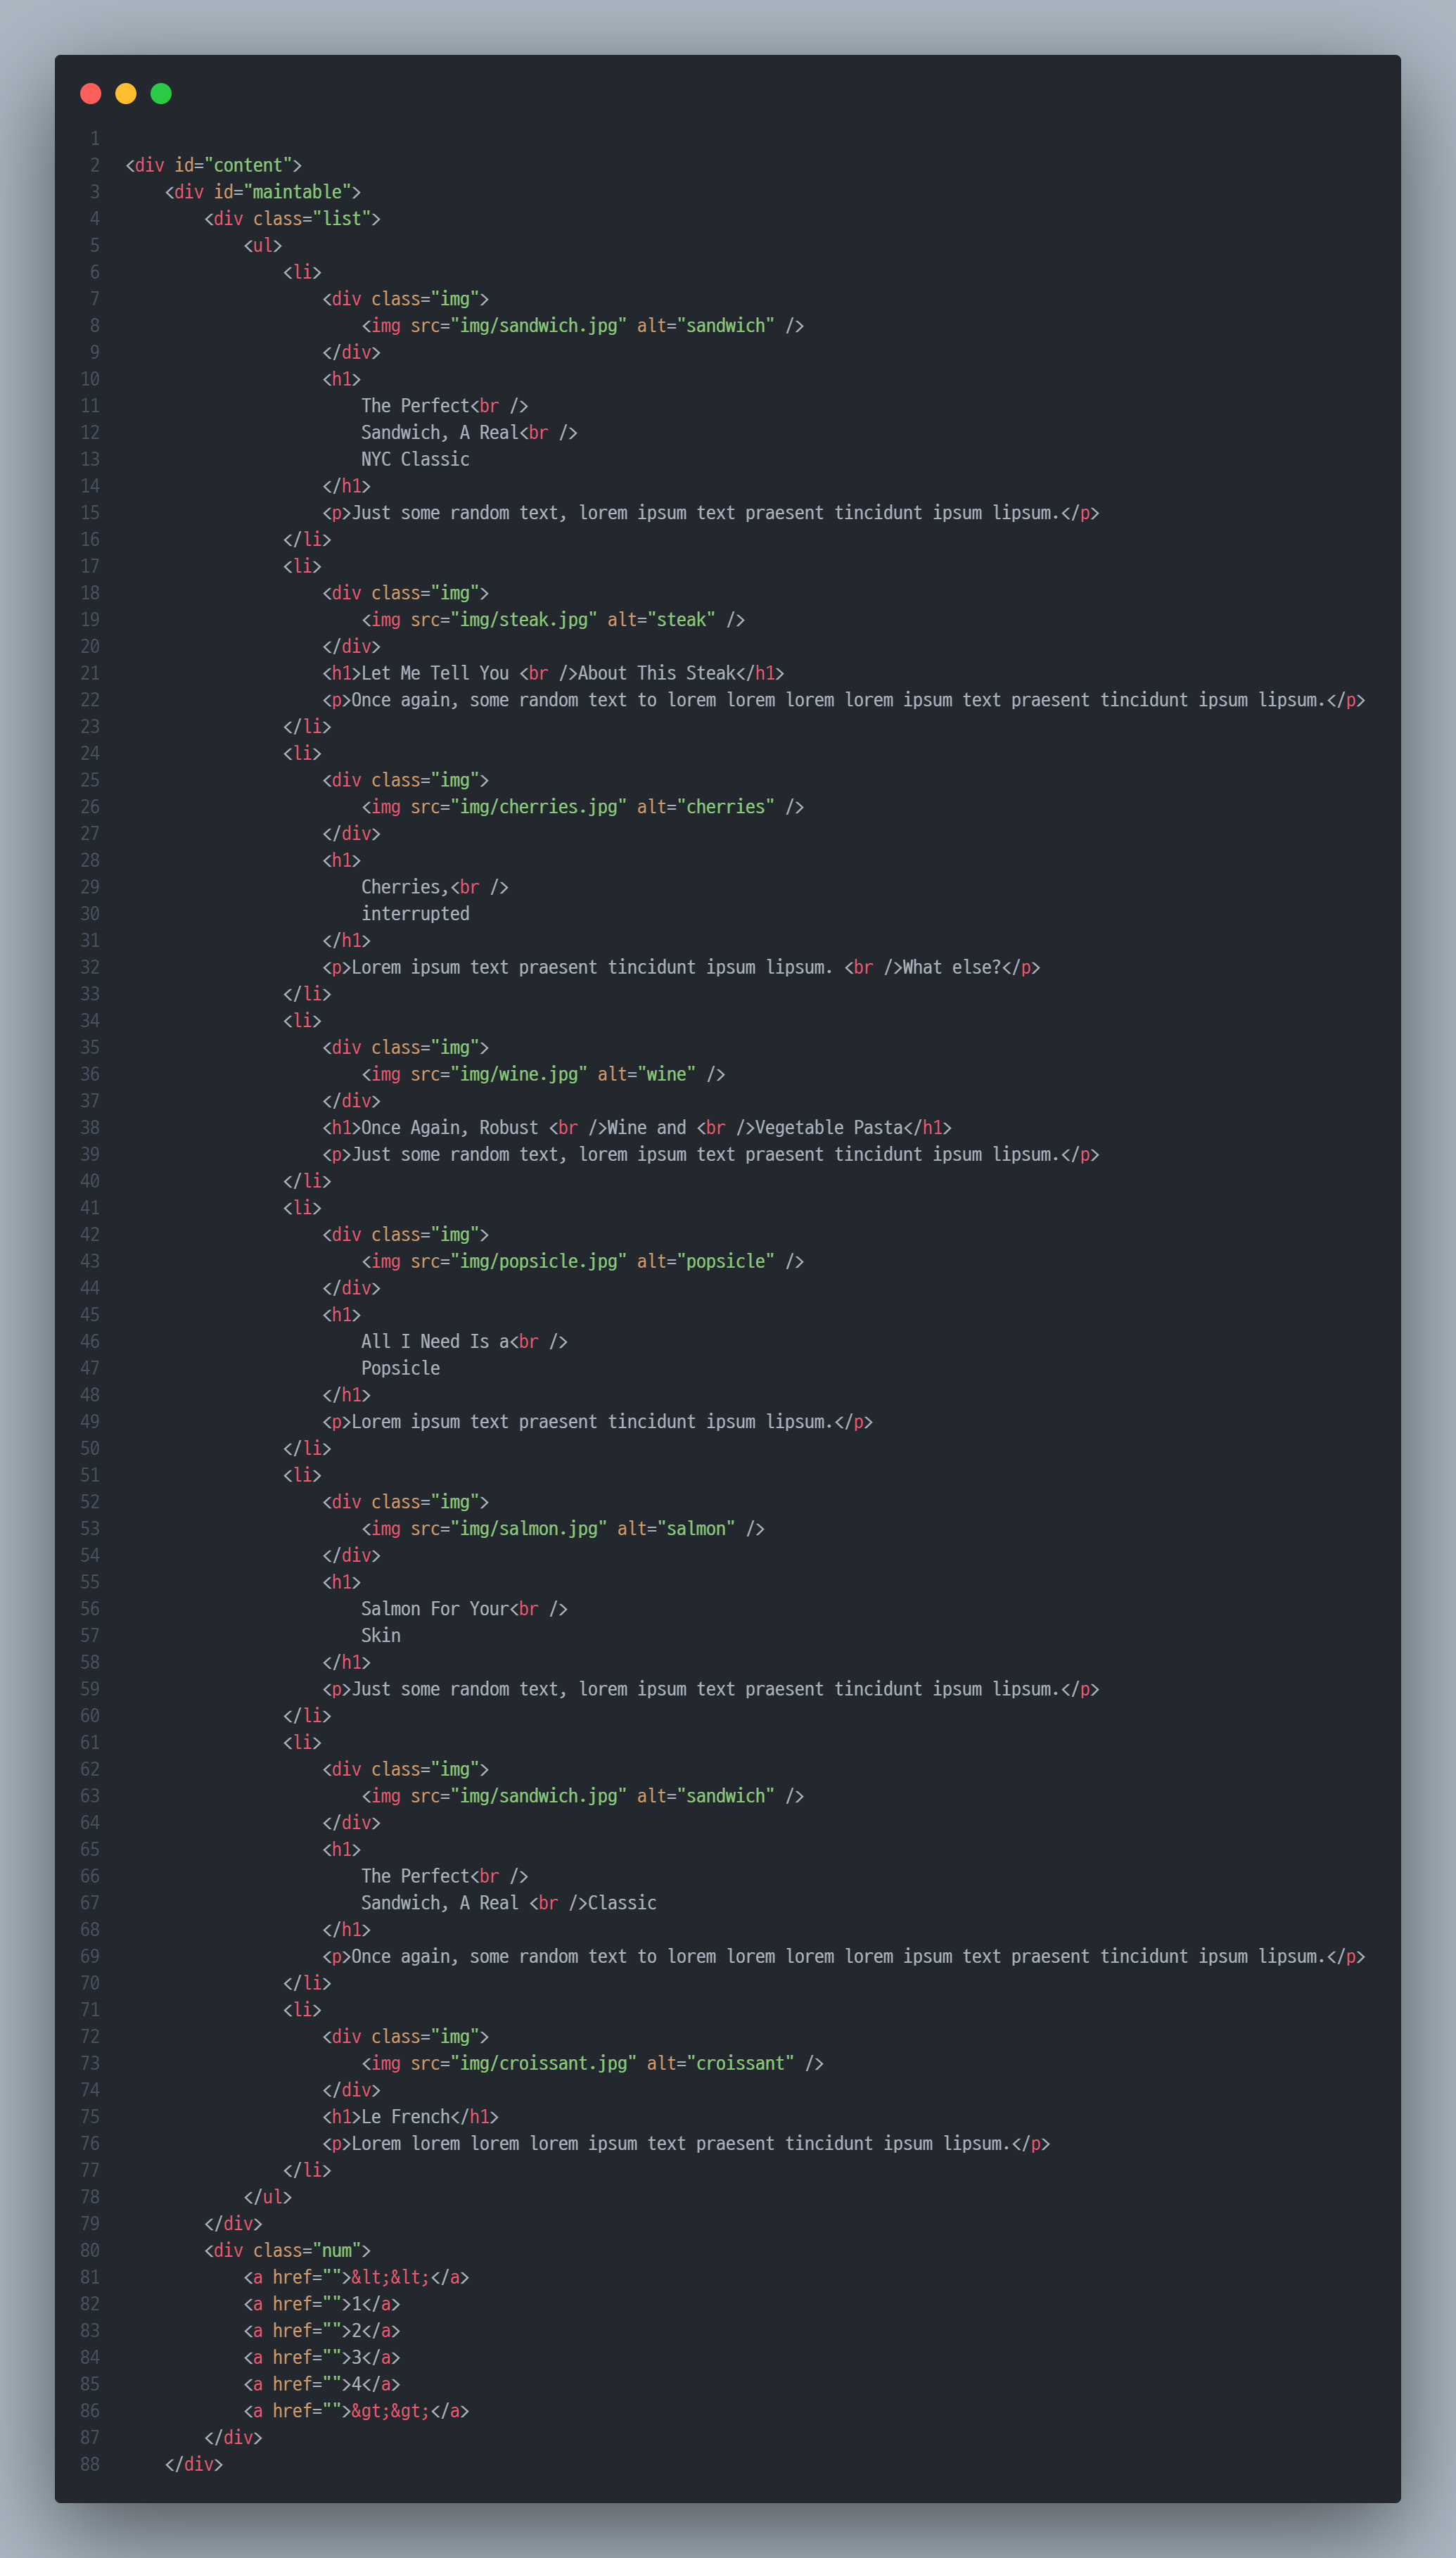 1
2 <div id="content">
3     <div id="maintable">
4         <div class="list">
5             <ul>
6                 <li>
7                     <div class="img">
8                         <img src="img/sandwich.jpg" alt="sandwich" />
9                     </div>
10                     <h1>
11                         The Perfect<br />
12                         Sandwich, A Real<br />
13                         NYC Classic
14                     </h1>
15                     <p>Just some random text, lorem ipsum text praesent tincidunt ipsum lipsum.</p>
16                 </li>
17                 <li>
18                     <div class="img">
19                         <img src="img/steak.jpg" alt="steak" />
20                     </div>
21                     <h1>Let Me Tell You <br />About This Steak</h1>
22                     <p>Once again, some random text to lorem lorem lorem lorem ipsum text praesent tincidunt ipsum lipsum.</p>
23                 </li>
24                 <li>
25                     <div class="img">
26                         <img src="img/cherries.jpg" alt="cherries" />
27                     </div>
28                     <h1>
29                         Cherries,<br />
30                         interrupted
31                     </h1>
32                     <p>Lorem ipsum text praesent tincidunt ipsum lipsum. <br />What else?</p>
33                 </li>
34                 <li>
35                     <div class="img">
36                         <img src="img/wine.jpg" alt="wine" />
37                     </div>
38                     <h1>Once Again, Robust <br />Wine and <br />Vegetable Pasta</h1>
39                     <p>Just some random text, lorem ipsum text praesent tincidunt ipsum lipsum.</p>
40                 </li>
41                 <li>
42                     <div class="img">
43                         <img src="img/popsicle.jpg" alt="popsicle" />
44                     </div>
45                     <h1>
46                         All I Need Is a<br />
47                         Popsicle
48                     </h1>
49                     <p>Lorem ipsum text praesent tincidunt ipsum lipsum.</p>
50                 </li>
51                 <li>
52                     <div class="img">
53                         <img src="img/salmon.jpg" alt="salmon" />
54                     </div>
55                     <h1>
56                         Salmon For Your<br />
57                         Skin
58                     </h1>
59                     <p>Just some random text, lorem ipsum text praesent tincidunt ipsum lipsum.</p>
60                 </li>
61                 <li>
62                     <div class="img">
63                         <img src="img/sandwich.jpg" alt="sandwich" />
64                     </div>
65                     <h1>
66                         The Perfect<br />
67                         Sandwich, A Real <br />Classic
68                     </h1>
69                     <p>Once again, some random text to lorem lorem lorem lorem ipsum text praesent tincidunt ipsum lipsum.</p>
70                 </li>
71                 <li>
72                     <div class="img">
73                         <img src="img/croissant.jpg" alt="croissant" />
74                     </div>
75                     <h1>Le French</h1>
76                     <p>Lorem lorem lorem lorem ipsum text praesent tincidunt ipsum lipsum.</p>
77                 </li>
78             </ul>
79         </div>
80         <div class="num">
81             <a href="">&lt;&lt;</a>
82             <a href="">1</a>
83             <a href="">2</a>
84             <a href="">3</a>
85             <a href="">4</a>
86             <a href="">&gt;&gt;</a>
87         </div>
88     </div>